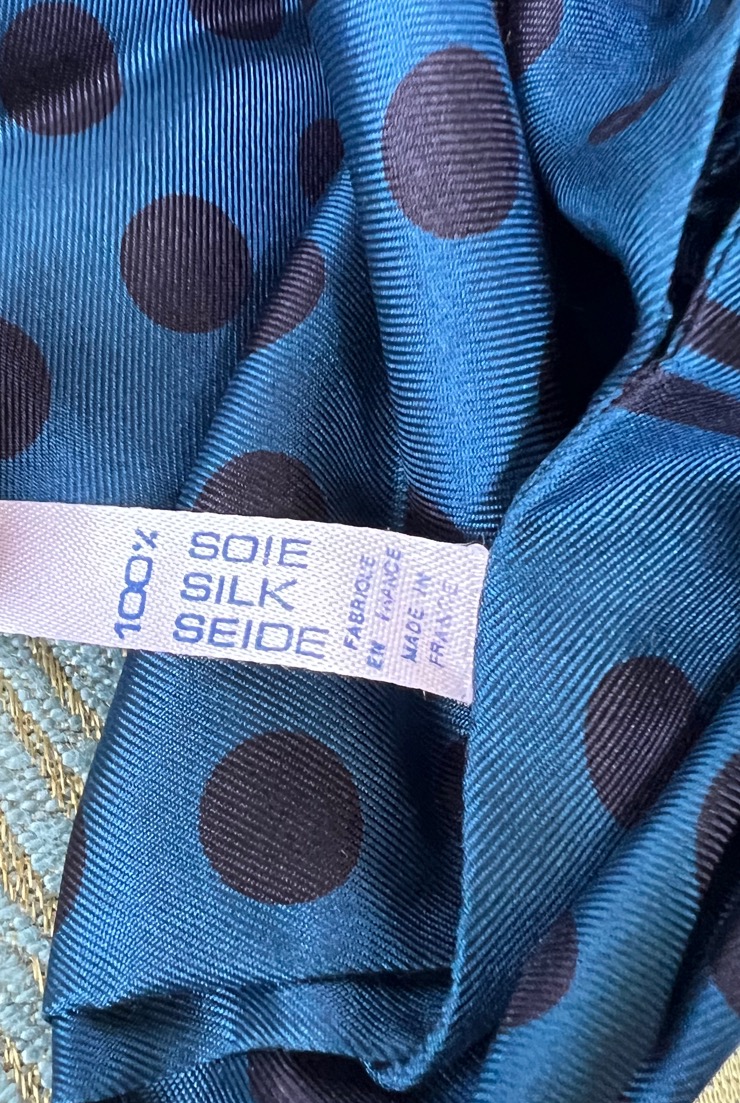 100%
SOIE
SILK
SEIDE
FABRIQUE
EN FRANCE
MADE IN
FRANCE